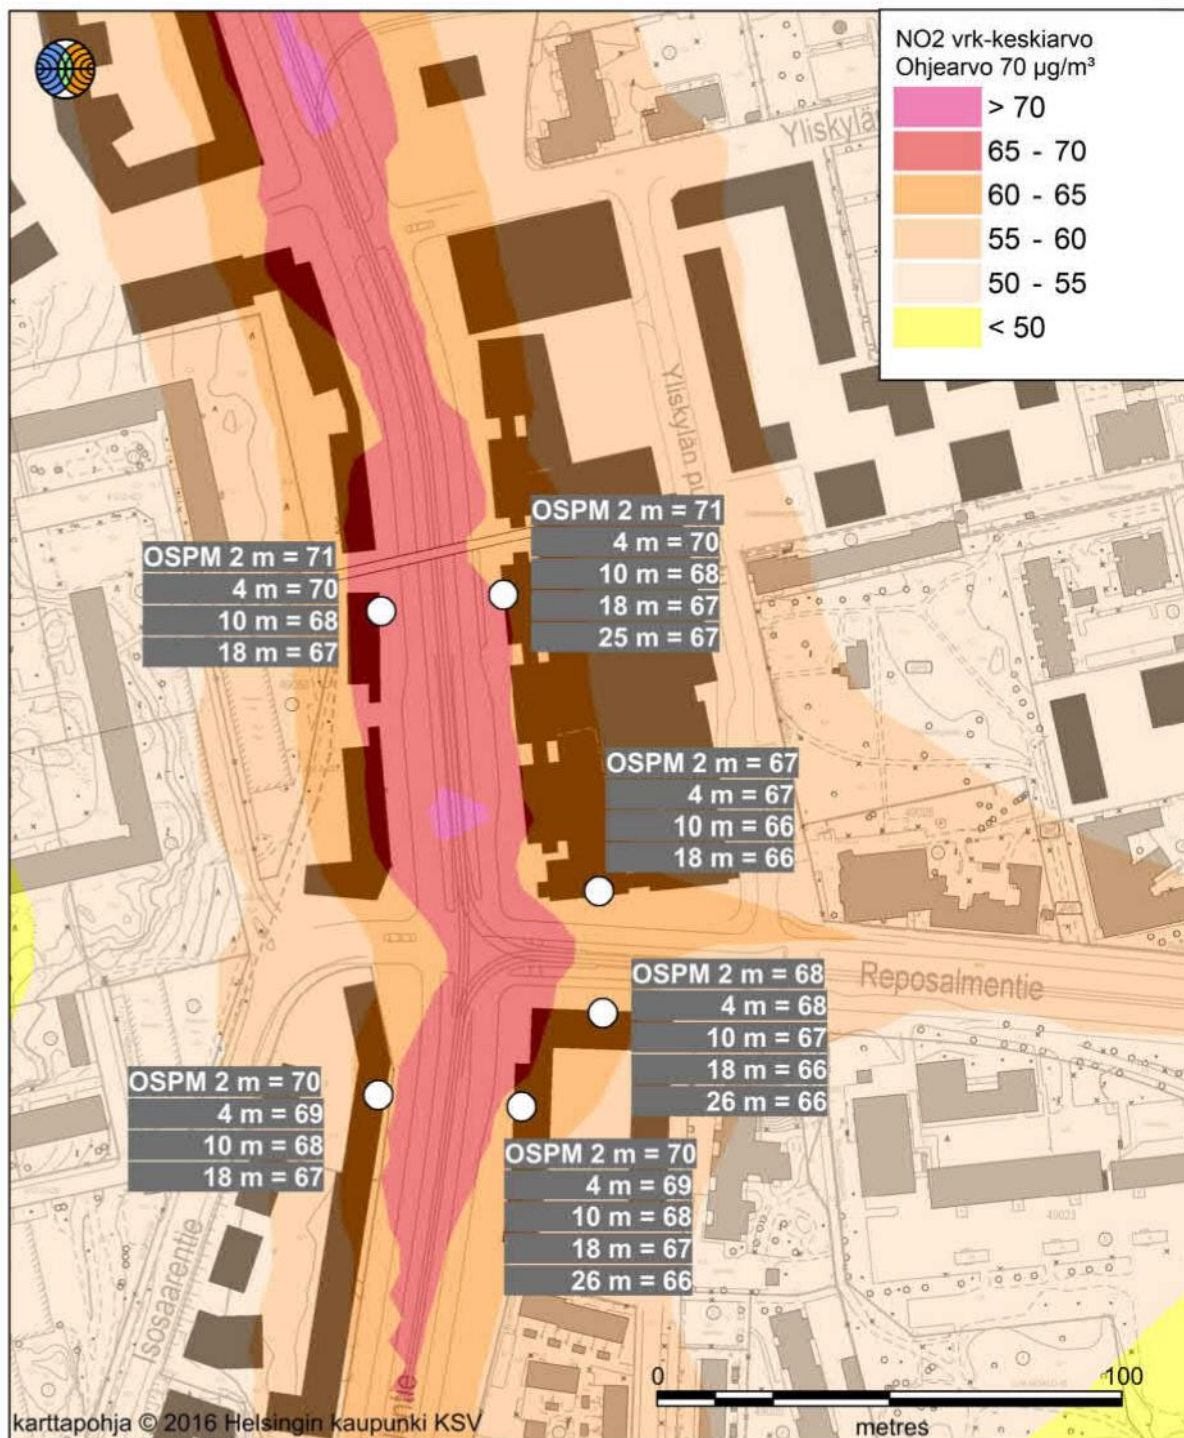 NO2 vrk-keskiarvo
Ohjearvo 70 µg/m³
> 70
65 - 70
60 - 65
55 - 60
50 - 55
< 50
Yliskylän
OSPM 2 m = 71
4 m = 70
10 m = 68
18 m = 67
25 m = 67
OSPM 2 m = 71
4 m = 70
10 m = 68
18 m = 67
OSPM 2 m = 67
4 m = 67
10 m = 66
18 m = 66
Reposalmentie
OSPM 2 m = 68
4 m = 68
10 m = 67
18 m = 66
26 m = 66
OSPM 2 m = 70
4 m = 69
10 m = 68
18 m = 67
OSPM 2 m = 70
4 m = 69
10 m = 68
18 m = 67
26 m = 66
49021
Isosaarentie
0 100
metres
karttapohja © 2016 Helsingin kaupunki KSV